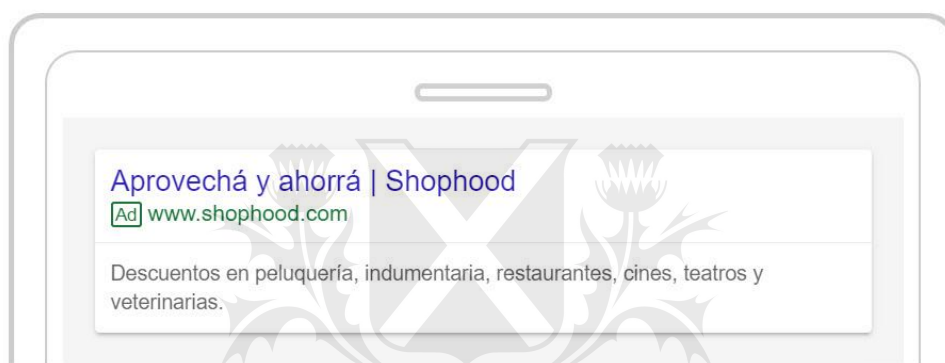 Aprovechá y ahorrá | Shophood
Ad www.shophood.com
Descuentos en peluquería, indumentaria, restaurantes, cines, teatros y
veterinarias.